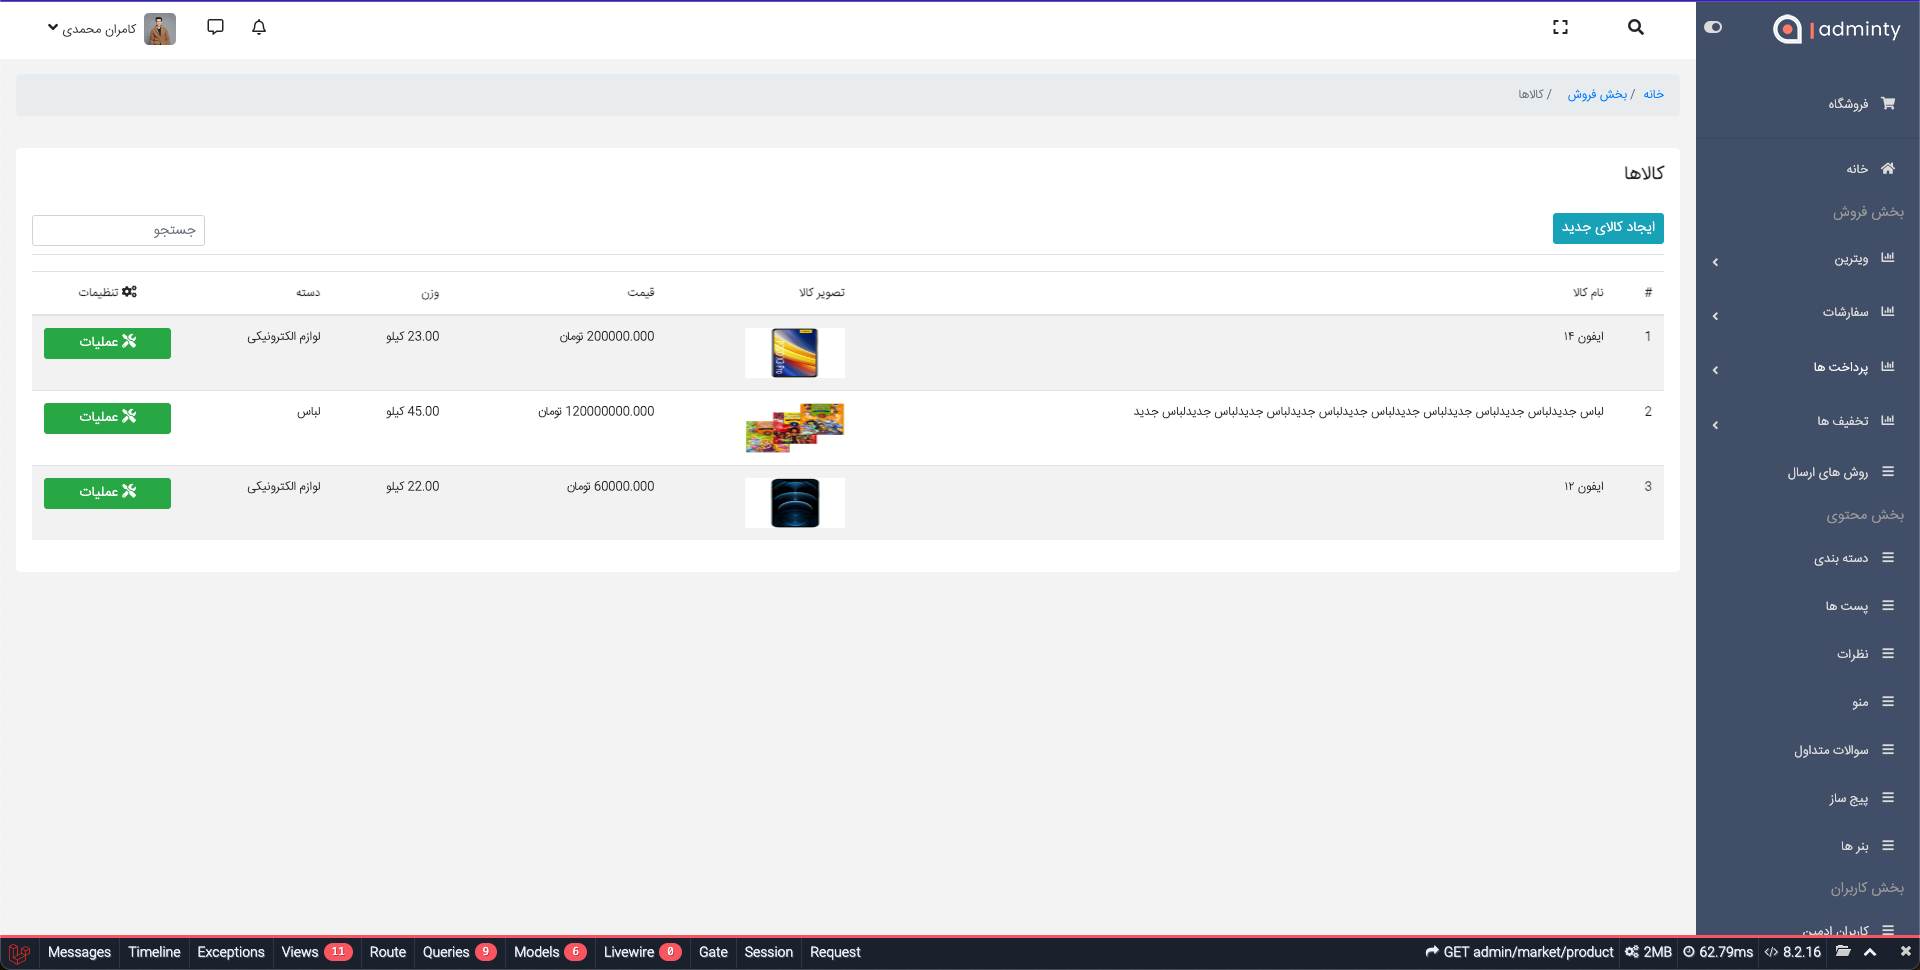 adminty
کامران محمدی
خانه / بخش فروش / کالاها
کالاها
ایجاد کالای جدید
جستجو
# نام کالا تصویر کالا قیمت وزن دسته تنظیمات
1 ایفون ۱۴ 200000.000 تومان 23.00 کیلو لوازم الکترونیکی عملیات
2 لباس جدیدلباس جدیدلباس جدیدلباس جدیدلباس جدیدلباس جدیدلباس جدیدلباس جدیدلباس جدید 120000000.000 تومان 45.00 کیلو لباس عملیات
3 ایفون ۱۲ 60000.000 تومان 22.00 کیلو لوازم الکترونیکی عملیات
فروشگاه
خانه
بخش فروش
ویترین
سفارشات
پرداخت ها
تخفیف ها
روش های ارسال
بخش محتوی
دسته بندی
پست ها
نظرات
منو
سوالات متداول
پیج ساز
بنر ها
بخش کاربران
کاربران ادمین
Messages Timeline Exceptions Views 11 Route Queries 9 Models 6 Livewire 0 Gate Session Request GET admin/market/product 2MB 62.79ms 8.2.16